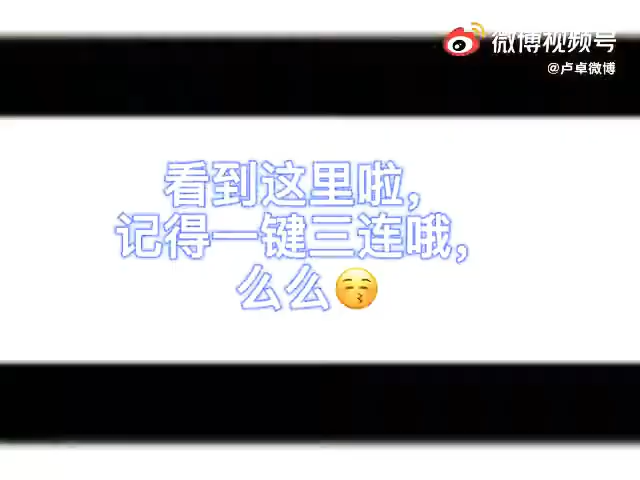 微博视频号
@卢卓微博
看到这里啦，
记得一键三连哦，
么么😚